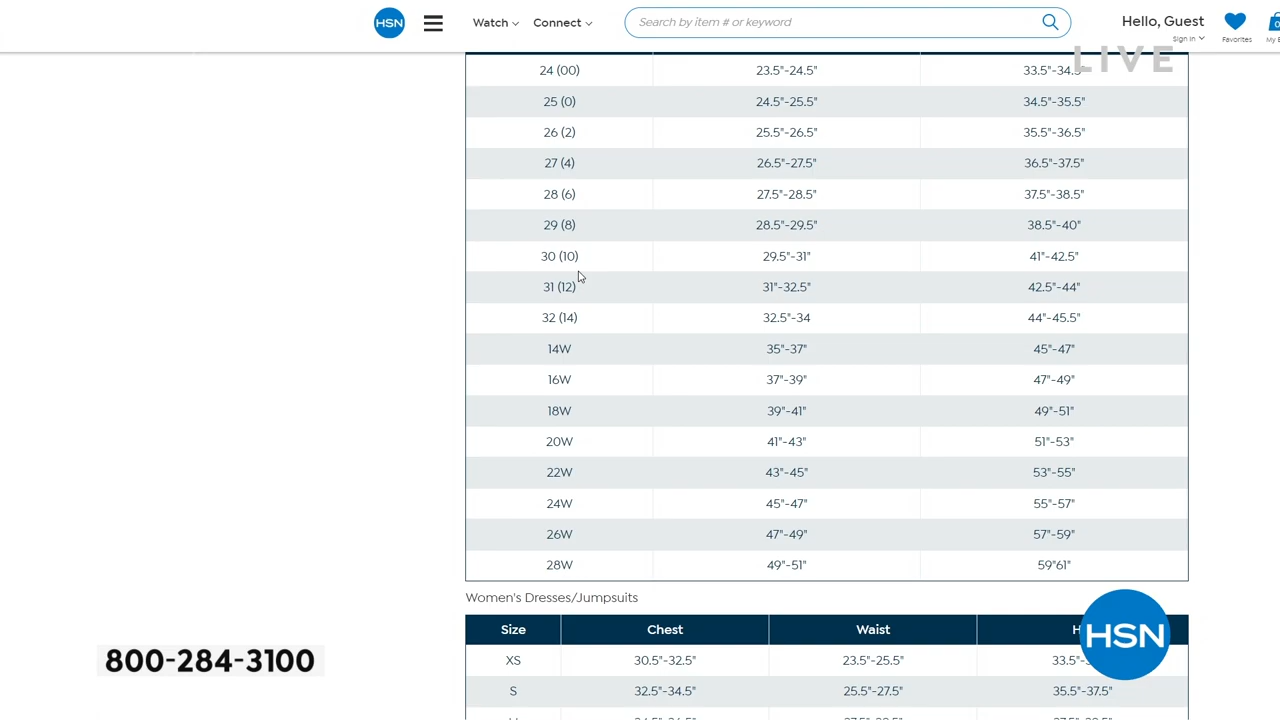 HSN Watch Connect Search by item # or keyword Hello, Guest
Sign In Favorites My
LIVE
24 (00) 23.5"-24.5" 33.5"-34.5"
25 (0) 24.5"-25.5" 34.5"-35.5"
26 (2) 25.5"-26.5" 35.5"-36.5"
27 (4) 26.5"-27.5" 36.5"-37.5"
28 (6) 27.5"-28.5" 37.5"-38.5"
29 (8) 28.5"-29.5" 38.5"-40"
30 (10) 29.5"-31" 41"-42.5"
31 (12) 31"-32.5" 42.5"-44"
32 (14) 32.5"-34 44"-45.5"
14W 35"-37" 45"-47"
16W 37"-39" 47"-49"
18W 39"-41" 49"-51"
20W 41"-43" 51"-53"
22W 43"-45" 53"-55"
24W 45"-47" 55"-57"
26W 47"-49" 57"-59"
28W 49"-51" 59"61"
Women's Dresses/Jumpsuits
Size Chest Waist
HSN
XS 30.5"-32.5" 23.5"-25.5" 33.5"-
S 32.5"-34.5" 25.5"-27.5" 35.5"-37.5"
800-284-3100